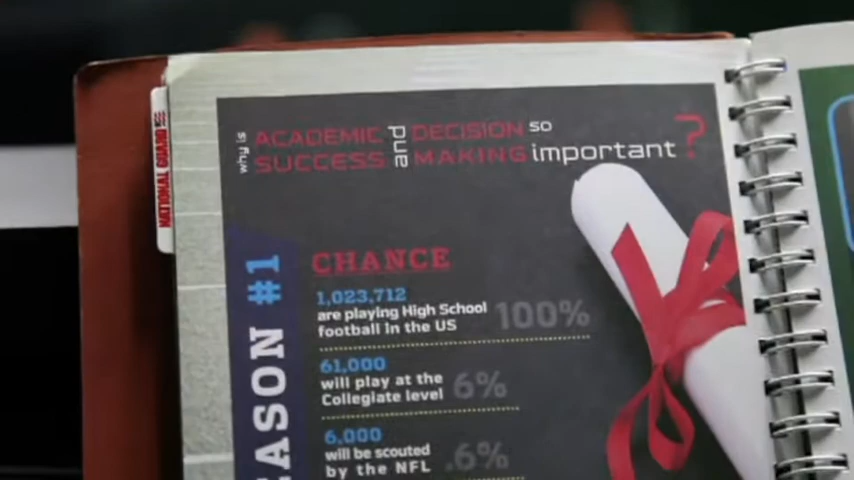 why is ACADEMIC SUCCESS and DECISION MAKING so important?
NATIONAL GUARD
#1
CHANCE
1,023,712
are playing High School
football in the US
100%
61,000
will play at the
Collegiate level
6%
6,000
will be scouted
by the NFL
.6%